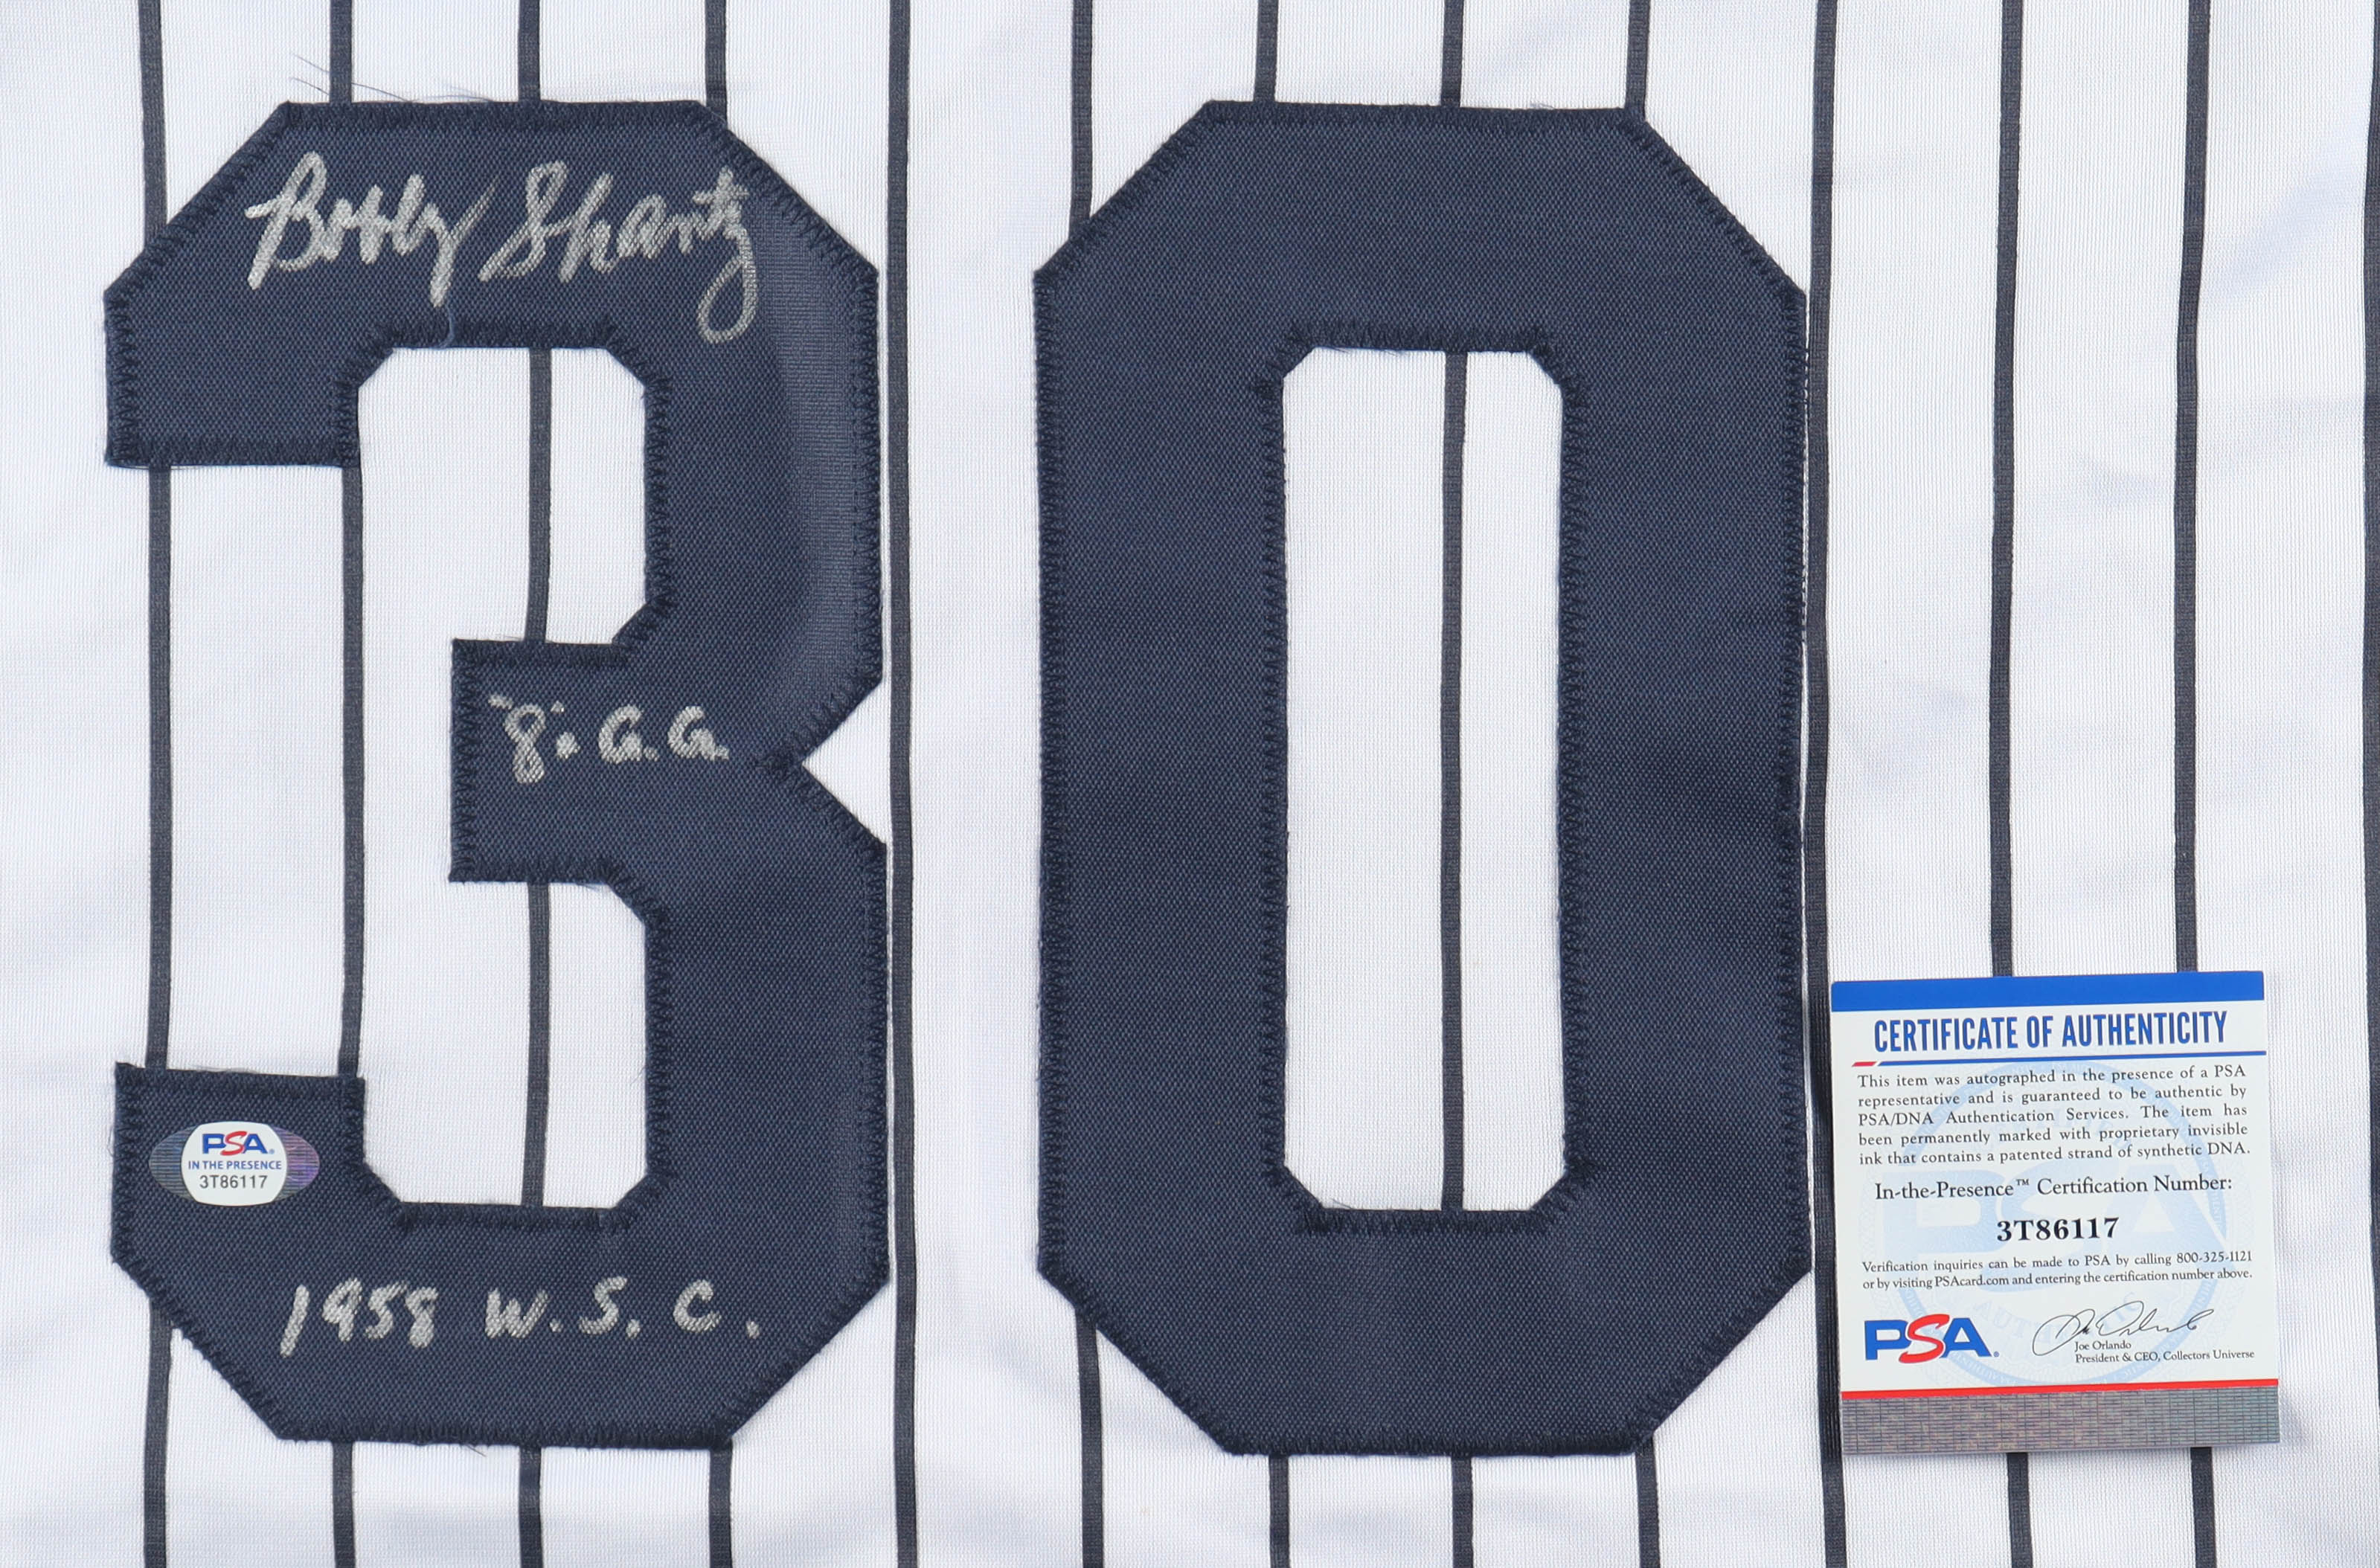 Bobby Shantz
30
"8". G.G.
PSA
IN THE PRESENCE
3T86117
1958 W.S.C.
CERTIFICATE OF AUTHENTICITY
This item was autographed in the presence of a PSA
representative and is guaranteed to be authentic by
PSA/DNA Authentication Services. The item has
been permanently marked with proprietary invisible
ink that contains a patented strand of synthetic DNA.
In-the-Presence™ Certification Number:
3T86117
Verification inquiries can be made to PSA by calling 800-325-1121
or by visiting PSAcard.com and entering the certification number above.
PSA.
Joe Orlando
President & CEO, Collectors Universe